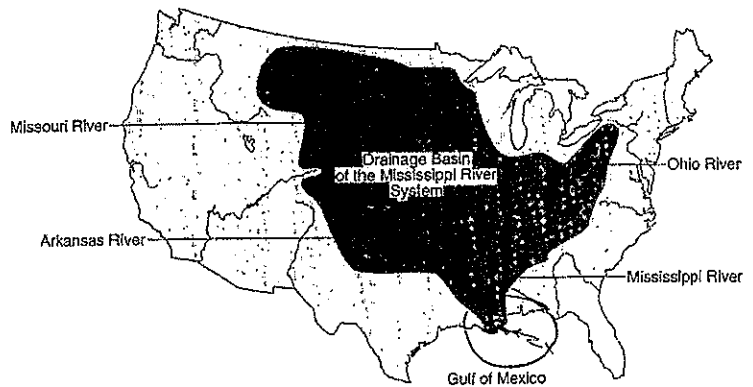 Missouri River
Drainage Basin
of the Mississippi River
System
Ohio River
Arkansas River
Mississippi River
Gulf of Mexico